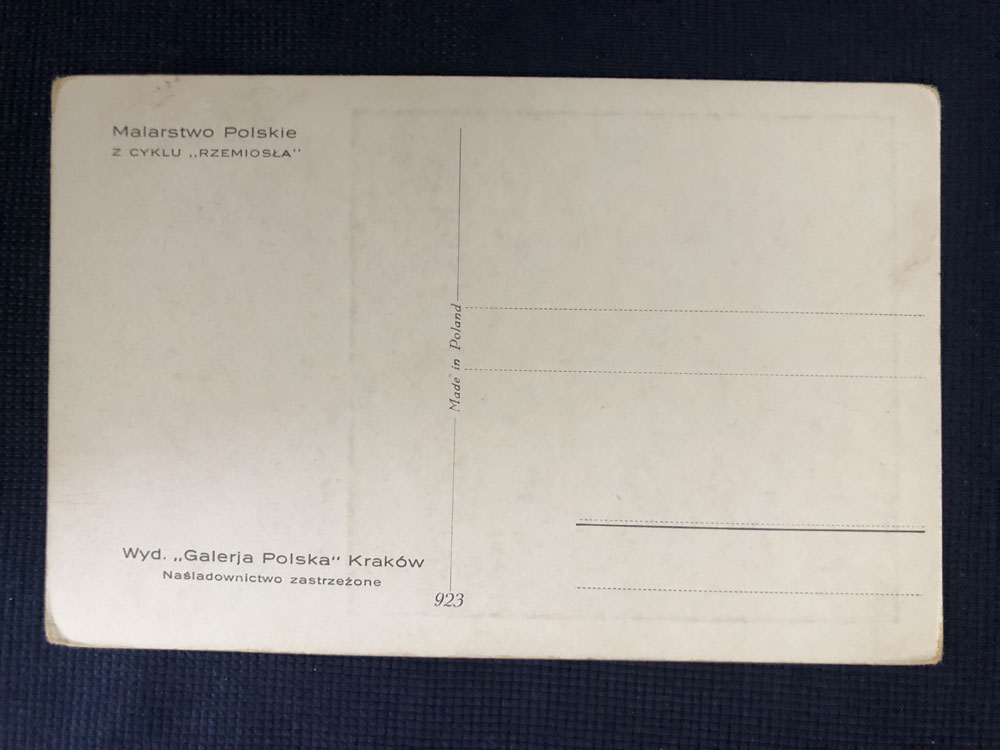 Malarstwo Polskie
Z CYKLU „RZEMIOSŁA"
Made in Poland
Wyd. „Galerja Polska" Kraków
Naśladownictwo zastrzeżone
923